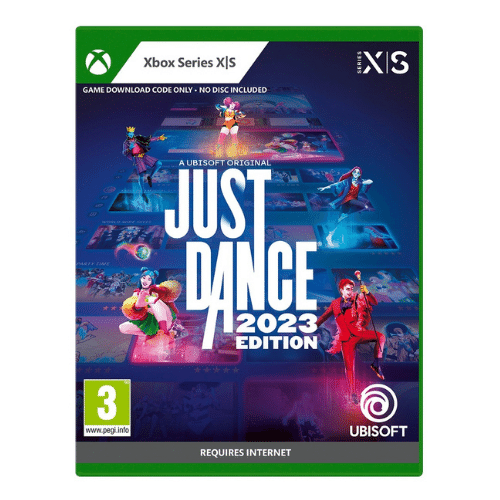 Xbox Series X|S
SERIES X|S
GAME DOWNLOAD CODE ONLY • NO DISC INCLUDED
A UBISOFT ORIGINAL
JUST
DANCE
2023
EDITION
3
www.pegi.info
UBISOFT
REQUIRES INTERNET